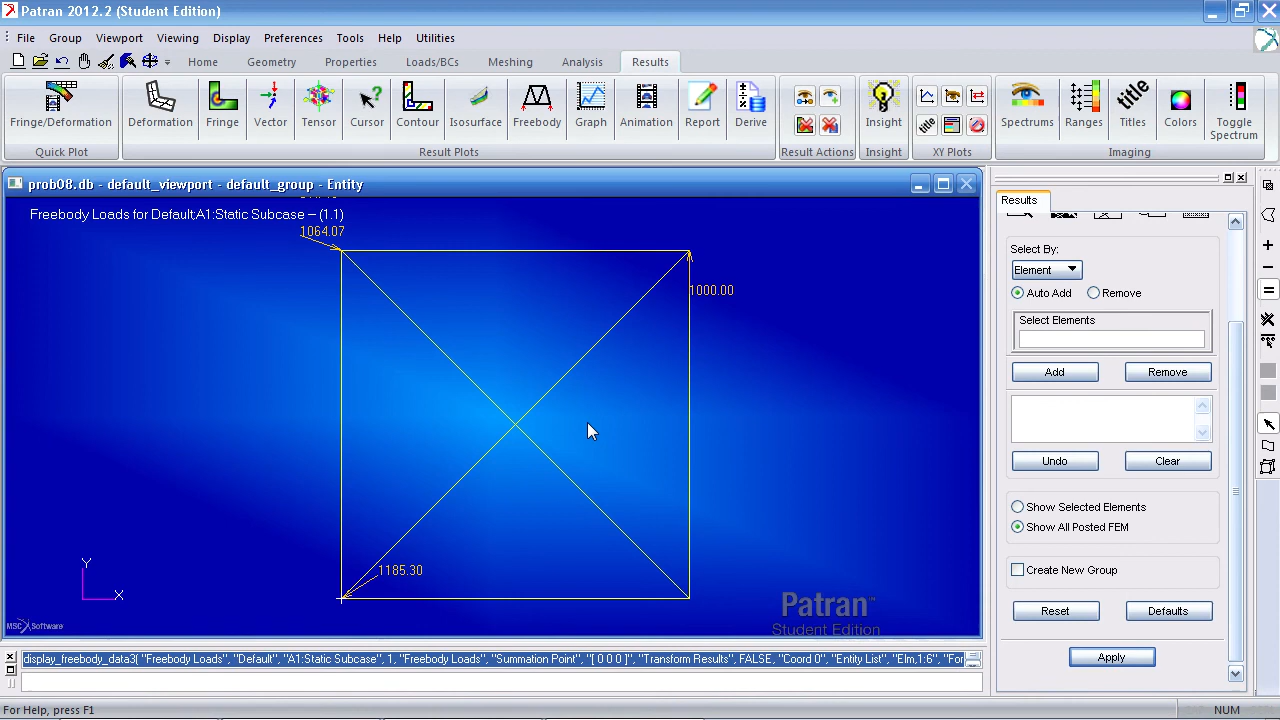 Patran 2012.2 (Student Edition)
File Group Viewport Viewing Display Preferences Tools Help Utilities
Home Geometry Properties Loads/BCs Meshing Analysis Results
Fringe/Deformation Deformation Fringe Vector Tensor Cursor Contour Isosurface Freebody Graph Animation Report Derive Insight Spectrums Ranges Titles Colors Toggle Spectrum
Quick Plot Result Plots Result Actions Insight XY Plots Imaging
prob08.db - default_viewport - default_group - Entity
Freebody Loads for Default;A1:Static Subcase – (1.1)
1064.07
1000.00
1185.30
Y
X
MSC Software
Patran™
Student Edition
Results
Select By:
Element
Auto Add Remove
Select Elements
Add Remove
Undo Clear
Show Selected Elements
Show All Posted FEM
Create New Group
Reset Defaults
Apply
display_freebody_data3( "Freebody Loads", "Default", "A1:Static Subcase", 1, "Freebody Loads", "Summation Point", "[ 0 0 0 ]", "Transform Results", FALSE, "Coord 0", "Entity List", "Elm,1:6", "For
For Help, press F1
NUM